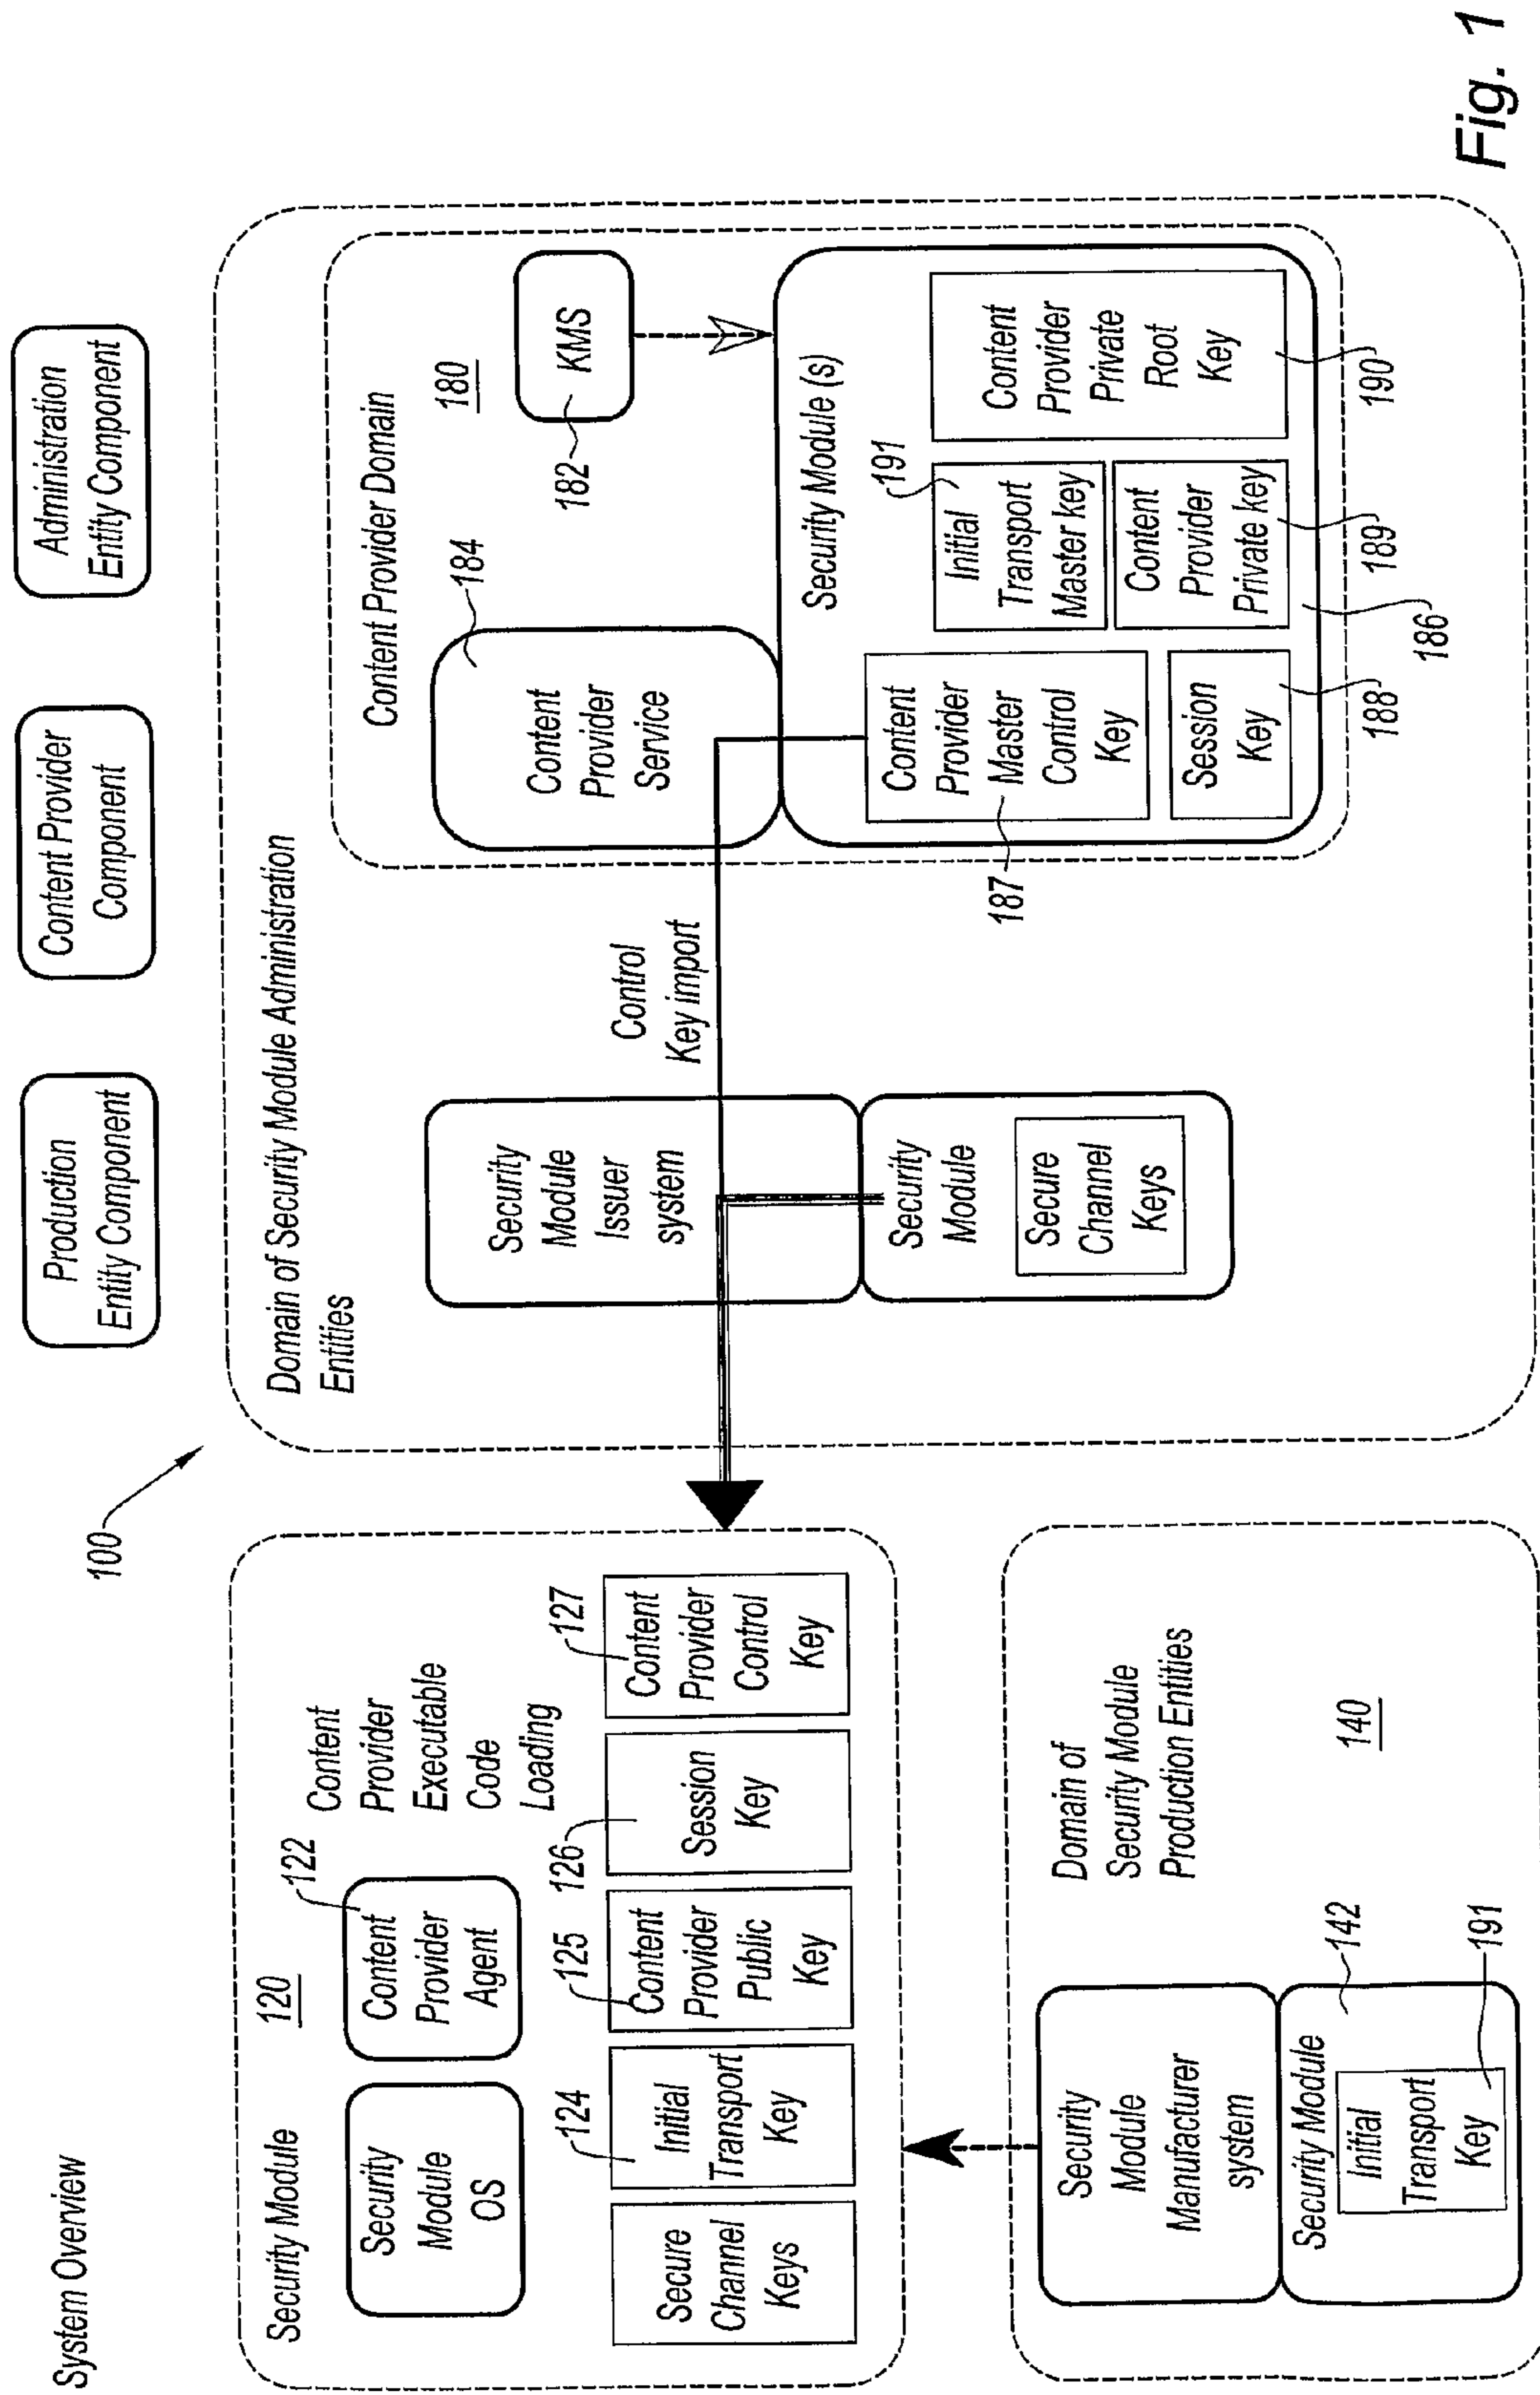 System Overview
Production
Entity Component
Content Provider
Component
Administration
Entity Component
100
Security Module
120
Security
Module
OS
Content
Provider
Agent
122
Content
Provider
Executable
Code
Loading
Secure
Channel
Keys
124
Initial
Transport
Key
125
Content
Provider
Public
Key
126
Session
Key
127
Content
Provider
Control
Key
Domain of Security Module Administration
Entities
Security
Module
Issuer
system
Security
Module
Secure
Channel
Keys
Control
Key import
Content Provider Domain
180
184
Content
Provider
Service
182
KMS
Security Module (s)
187
Content
Provider
Master
Control
Key
Session
Key
188
191
Initial
Transport
Master key
Content
Provider
Private key
189
186
Content
Provider
Private
Root
Key
190
Domain of
Security Module
Production Entities
140
Security
Module
Manufacturer
system
Security Module
142
Initial
Transport
Key
191
Fig. 1